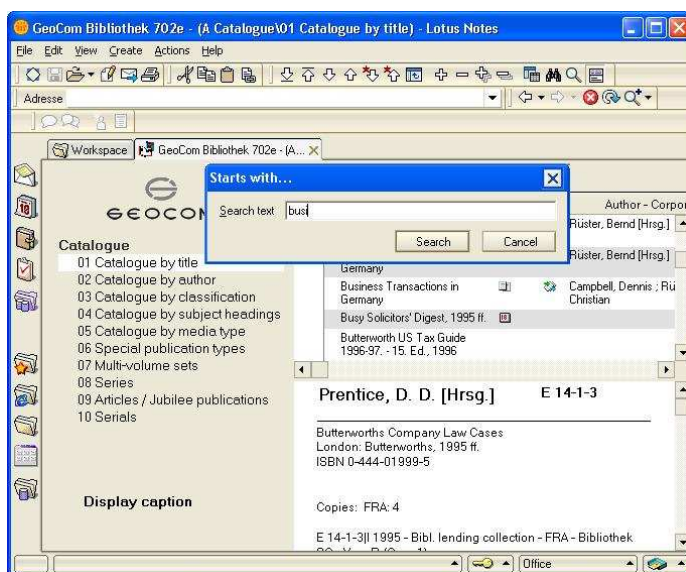 GeoCom Bibliothek 702e - (A Catalogue\01 Catalogue by title) - Lotus Notes
File Edit View Create Actions Help
Adresse
Workspace
GeoCom Bibliothek 702e - (A...
GEOCOM
Catalogue
01 Catalogue by title
02 Catalogue by author
03 Catalogue by classification
04 Catalogue by subject headings
05 Catalogue by media type
06 Special publication types
07 Multi-volume sets
08 Series
09 Articles / Jubilee publications
10 Serials
Display caption
Starts with...
Search text busi
Search Cancel
Author - Corpor
Rüster, Bernd [Hrsg.]
Rüster, Bernd [Hrsg.]
Germany
Business Transactions in
Germany
Campbell, Dennis ; Rü
Christian
Busy Solicitors' Digest, 1995 ff.
Butterworth US Tax Guide
1996-97. - 15. Ed., 1996
Prentice, D. D. [Hrsg.] E 14-1-3
Butterworths Company Law Cases
London: Butterworths, 1995 ff.
ISBN 0-444-01999-5
Copies: FRA: 4
E 14-1-3|I 1995 - Bibl. lending collection - FRA - Bibliothek
Office